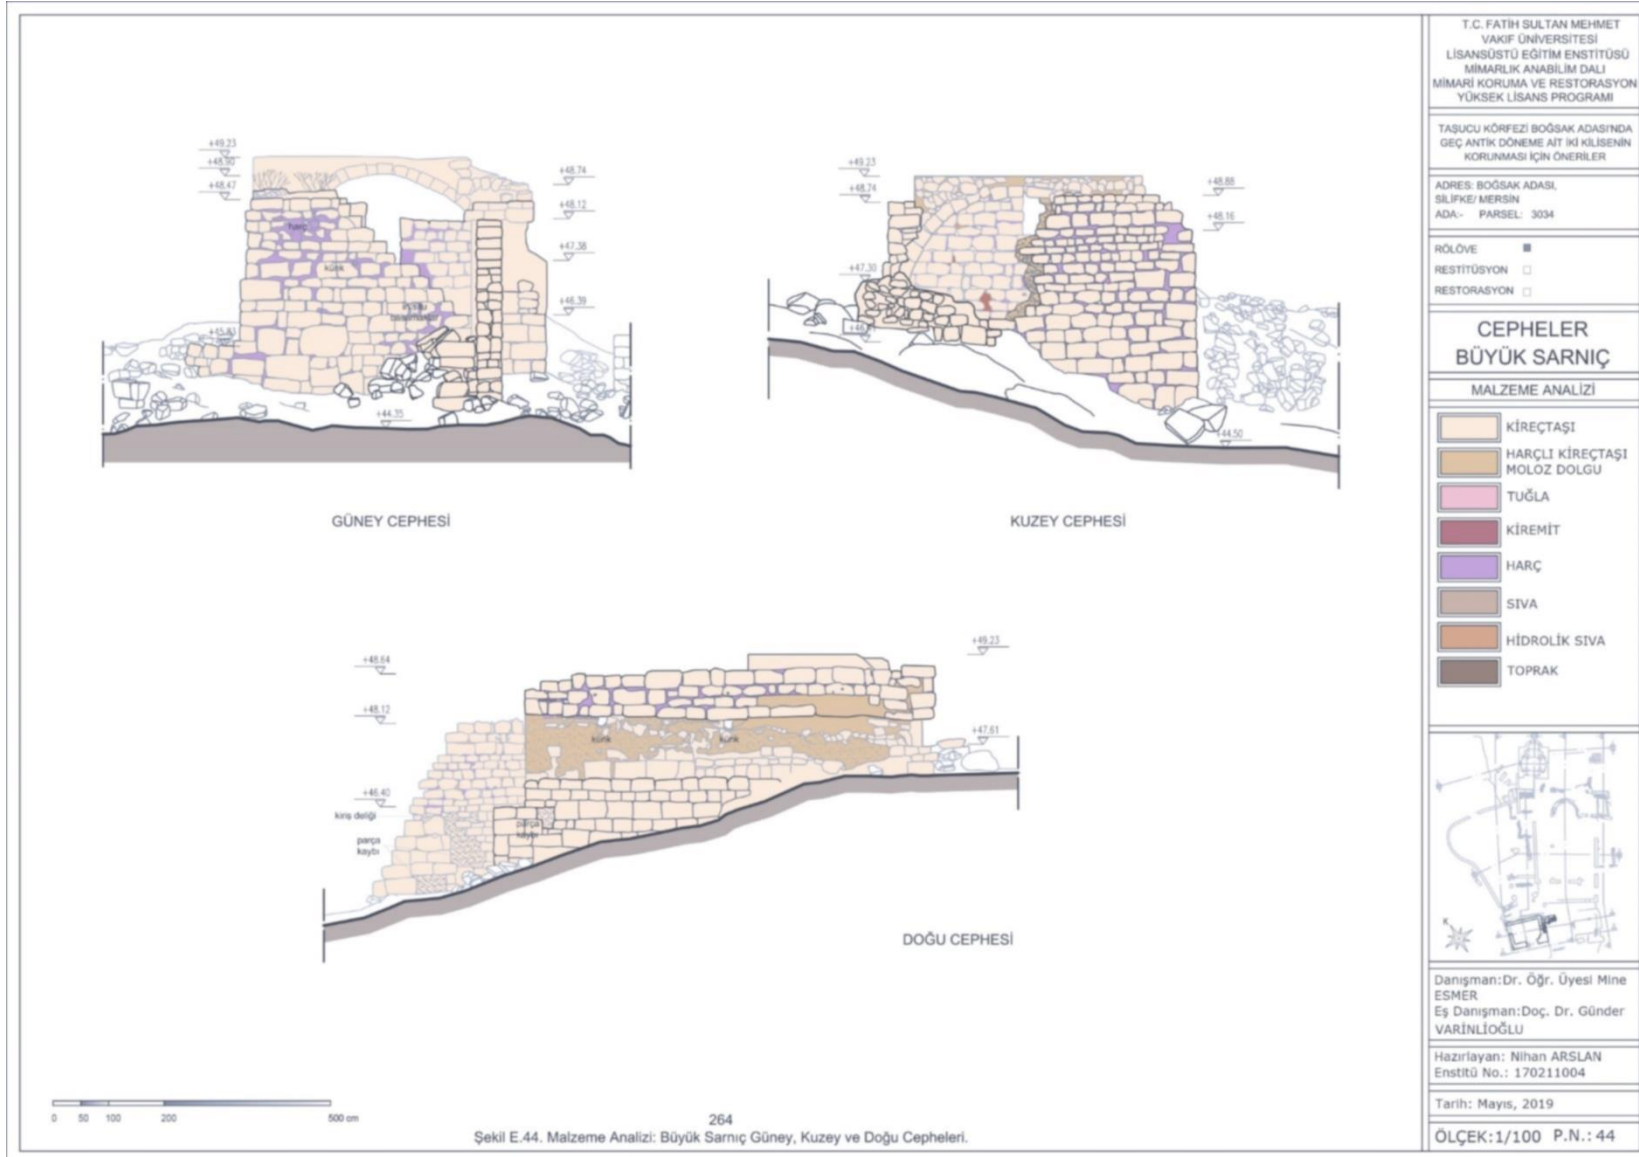 T.C. FATİH SULTAN MEHMET
VAKIF ÜNİVERSİTESİ
LİSANSÜSTÜ EĞİTİM ENSTİTÜSÜ
MİMARLIK ANABİLİM DALI
MİMARİ KORUMA VE RESTORASYON
YÜKSEK LİSANS PROGRAMI
TAŞUCU KÖRFEZİ BOĞSAK ADASI'NDA
GEÇ ANTİK DÖNEME AİT İKİ KİLİSENİN
KORUNMASI İÇİN ÖNERİLER
ADRES: BOĞSAK ADASI,
SİLİFKE/ MERSİN
ADA:- PARSEL: 3034
RÖLÖVE
RESTİTÜSYON
RESTORASYON
CEPHELER
BÜYÜK SARNIÇ
MALZEME ANALİZİ
KİREÇTAŞI
HARÇLI KİREÇTAŞI
MOLOZ DOLGU
TUĞLA
KİREMİT
HARÇ
SIVA
HİDROLİK SIVA
TOPRAK
K
Danışman:Dr. Öğr. Üyesi Mine
ESMER
Eş Danışman:Doç. Dr. Günder
VARİNLİOĞLU
Hazırlayan: Nihan ARSLAN
Enstitü No.: 170211004
Tarih: Mayıs, 2019
ÖLÇEK:1/100 P.N.: 44
+49.23
+48.90
+48.47
+45.83
+44.35
+48.74
+48.12
+47.38
+46.39
harç
künk
GÜNEY CEPHESİ
+49.23
+48.74
+47.30
+48.88
+48.16
+44.50
KUZEY CEPHESİ
+48.64
+48.12
+46.40
kiriş deliği
parça
kaybı
künk
künk
parça
kaybı
+49.23
+47.61
DOĞU CEPHESİ
0 50 100 200 500 cm
264
Şekil E.44. Malzeme Analizi: Büyük Sarnıç Güney, Kuzey ve Doğu Cepheleri.